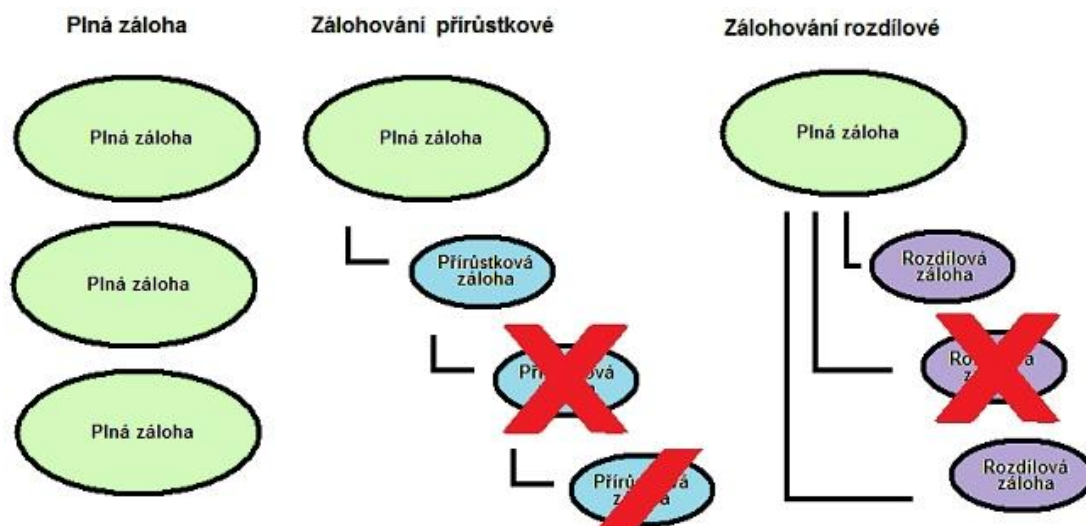 Plná záloha
Plná záloha
Plná záloha
Plná záloha
Zálohování přírůstkové
Plná záloha
Přírůstková
záloha
Přírůstková
Zálohování rozdílové
Plná záloha
Rozdílová
záloha
Rozdílová
záloha